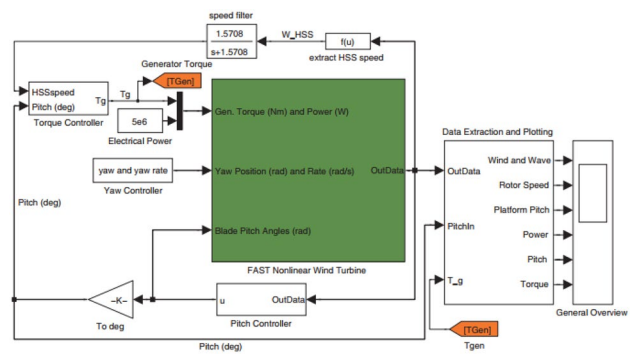 speed filter
1.5708
s+1.5708
W_HSS
f(u)
extract HSS speed
Generator Torque
[TGen]
HSSspeed
Pitch (deg)
Tg
Tg
Torque Controller
5e6
Electrical Power
Gen. Torque (Nm) and Power (W)
yaw and yaw rate
Yaw Controller
Yaw Position (rad) and Rate (rad/s)
OutData
Blade Pitch Angles (rad)
FAST Nonlinear Wind Turbine
Pitch (deg)
-K-
To deg
u
OutData
Pitch Controller
Pitch (deg)
Data Extraction and Plotting
OutData
PitchIn
T_g
Wind and Wave
Rotor Speed
Platform Pitch
Power
Pitch
Torque
General Overview
[TGen]
Tgen